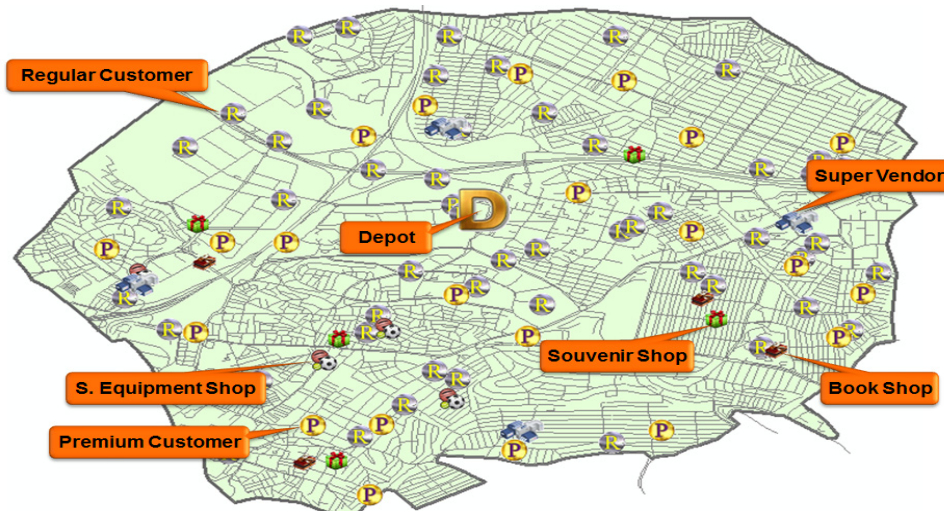 R R R R
Regular Customer R R P P R
R R P R
R R P R P P
R R R R Super Vendor
R R R D P R
P P P Depot R R R P R R
R R R P R
R P R R R R P
R P R R P P R
Souvenir Shop R
S. Equipment Shop R R Book Shop
R
Premium Customer P R P P R P
P